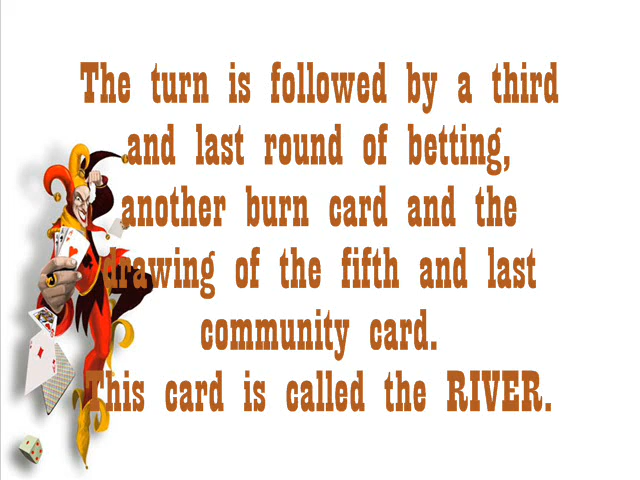 The turn is followed by a third
and last round of betting,
another burn card and the
drawing of the fifth and last
community card.
This card is called the RIVER.